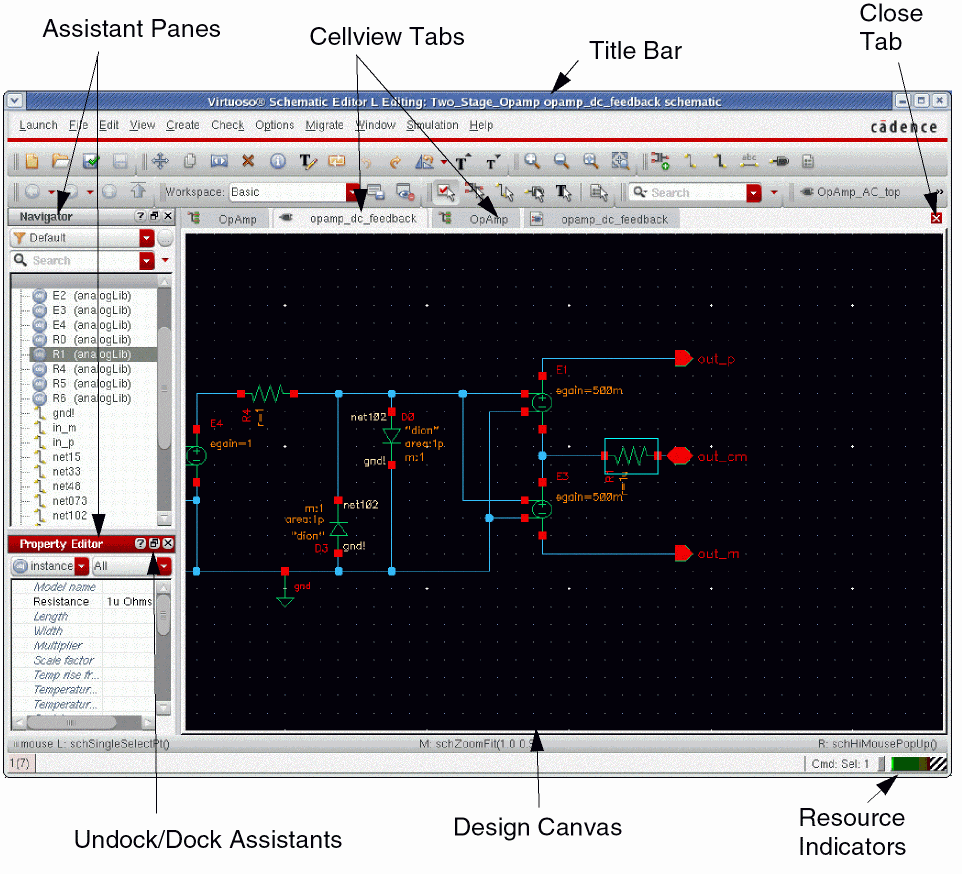 Assistant Panes
Cellview Tabs
Title Bar
Close
Tab
Virtuoso® Schematic Editor L Editing: Two_Stage_Opamp opamp_dc_feedback schematic
Launch File Edit View Create Check Options Migrate Window Simulation Help
cādence
Workspace: Basic
Search
OpAmp_AC_top
»
Navigator
OpAmp
opamp_dc_feedback
OpAmp
opamp_dc_feedback
Default
Search
E2 (analogLib)
E3 (analogLib)
E4 (analogLib)
R0 (analogLib)
R1 (analogLib)
R4 (analogLib)
R5 (analogLib)
R6 (analogLib)
gnd!
in_m
in_p
net15
net33
net48
net073
net102
E4
egain=1
R4
r=1
net102
D0
"dion"
area:1p
m:1
gnd!
m:1
area:1p
"dion"
D3
net102
gnd!
gnd
E1
egain=500m
out_p
out_cm
E3
egain=500m
out_m
Property Editor
instance
All
Model name
Resistance 1u Ohms
Length
Width
Multiplier
Scale factor
Temp rise fr...
Temperatur...
Temperatur...
mouse L: schSingleSelectPt()
M: schZoomFit(1.0 0.9
R: schHiMousePopUp()
1(7)
Cmd: Sel: 1
Undock/Dock Assistants
Design Canvas
Resource
Indicators